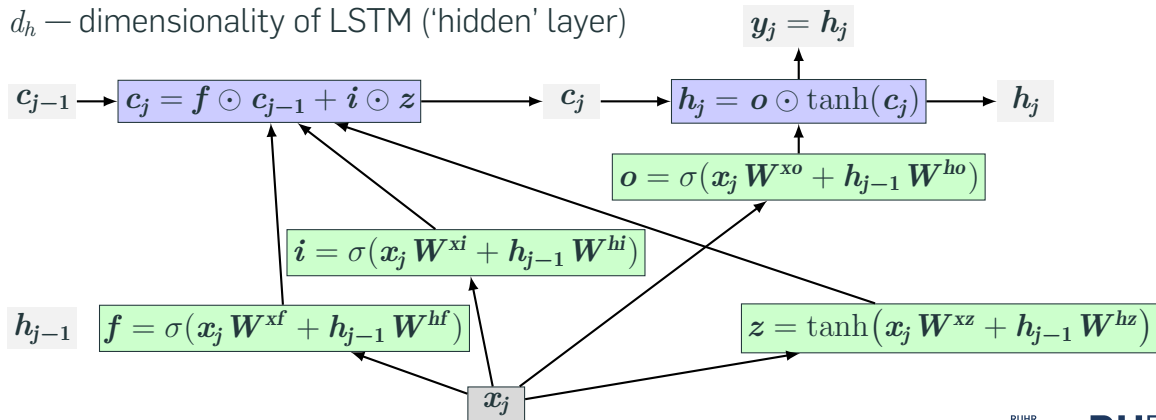 d_h — dimensionality of LSTM (‘hidden’ layer)
y_j = h_j
c_{j−1}
c_j = f ⊙ c_{j−1} + i ⊙ z
c_j
h_j = o ⊙ tanh(c_j)
h_j
o = σ(x_j W^{xo} + h_{j−1} W^{ho})
i = σ(x_j W^{xi} + h_{j−1} W^{hi})
h_{j−1}
f = σ(x_j W^{xf} + h_{j−1} W^{hf})
z = tanh(x_j W^{xz} + h_{j−1} W^{hz})
x_j
RUHR